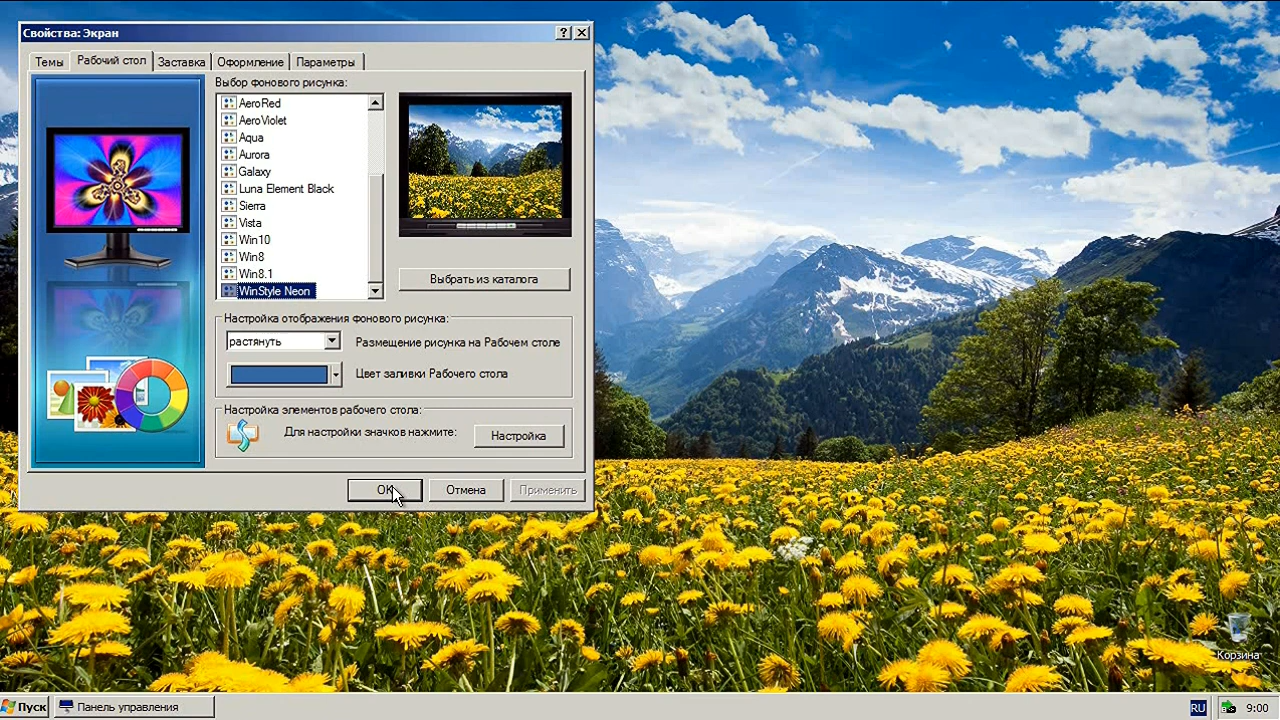 Свойства: Экран
Темы
Рабочий стол
Заставка
Оформление
Параметры
Выбор фонового рисунка:
AeroRed
AeroViolet
Aqua
Aurora
Galaxy
Luna Element Black
Sierra
Vista
Win10
Win8
Win8.1
WinStyle Neon
Выбрать из каталога
Настройка отображения фонового рисунка:
растянуть
Размещение рисунка на Рабочем столе
Цвет заливки Рабочего стола
Настройка элементов рабочего стола:
Для настройки значков нажмите:
Настройка
OK
Отмена
Применить
Корзина
Пуск
Панель управления
RU
9:00